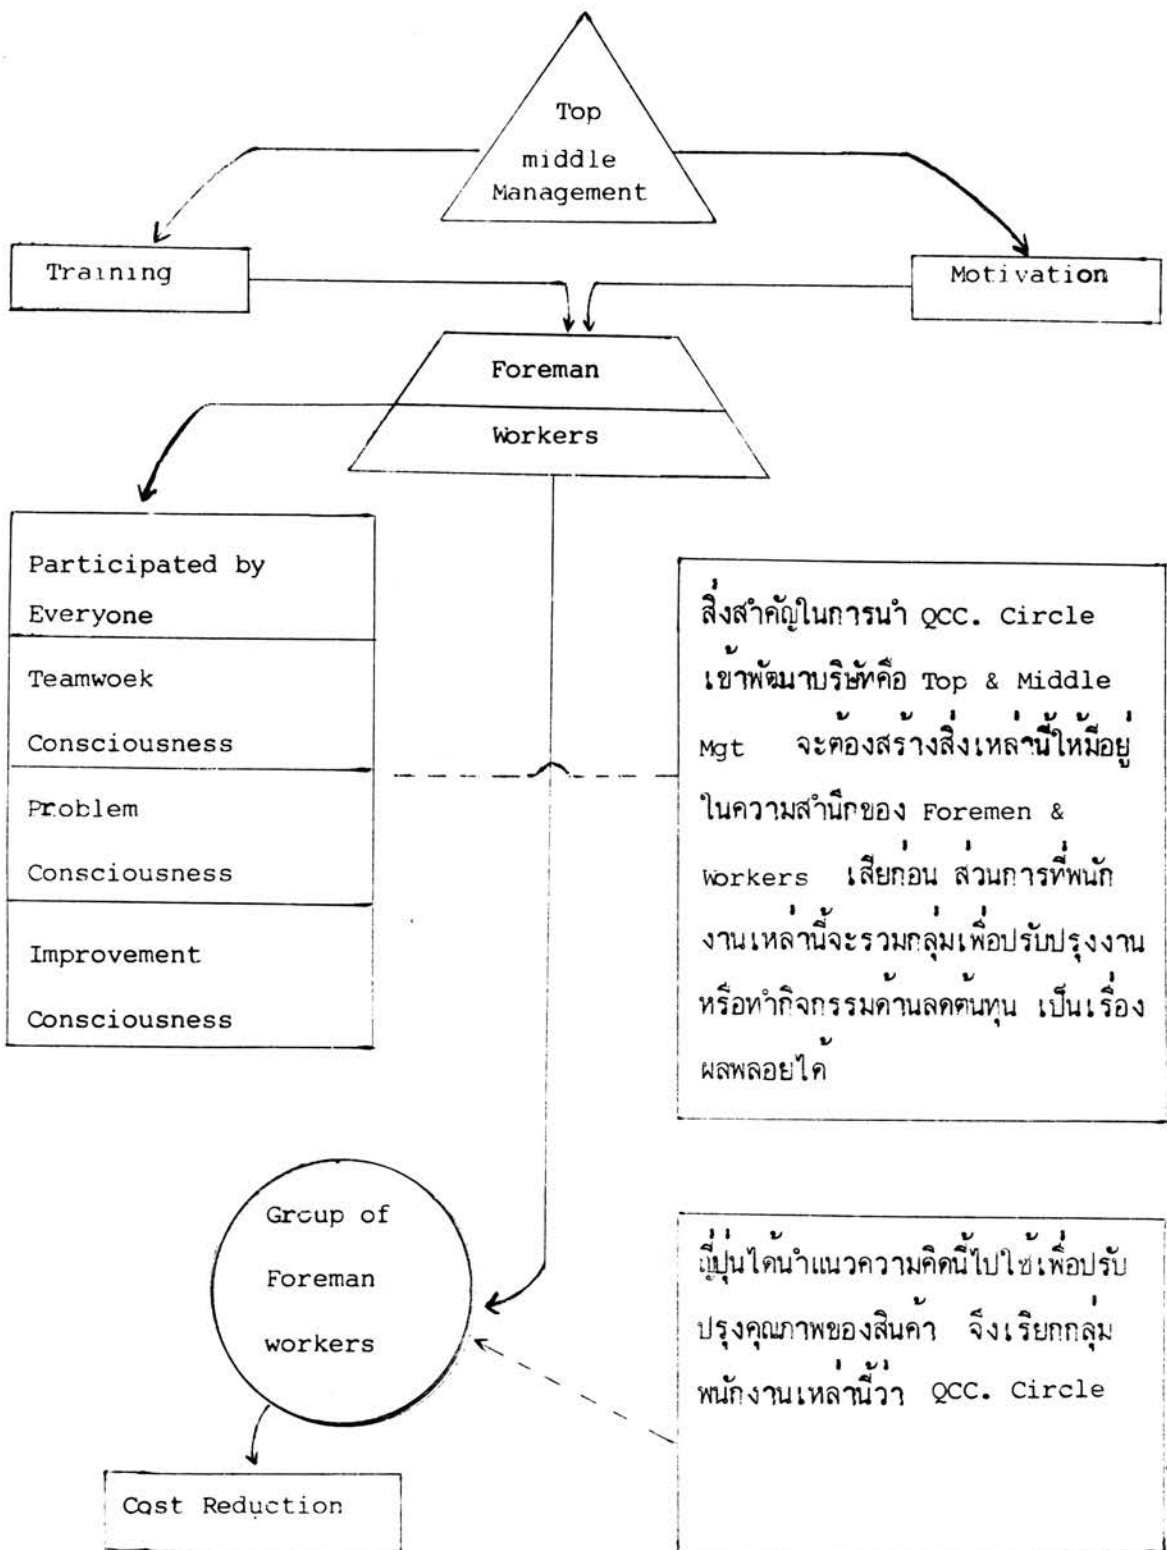 Top
middle
Management
Training
Motivation
Foreman
Workers
Participated by
Everyone
Teamwoek
Consciousness
Problem
Consciousness
Improvement
Consciousness
สิ่งสำคัญในการนำ QCC. Circle
เข้าพัฒนาบริษัทคือ Top & Middle
Mgt จะต้องสร้างสิ่งเหล่านี้ให้มีอยู่
ในความสำนึกของ Foremen &
Workers เสียก่อน ส่วนการที่พนัก
งานเหล่านี้จะรวมกลุ่มเพื่อปรับปรุงงาน
หรือทำกิจกรรมด้านลดต้นทุน เป็นเรื่อง
ผลพลอยได้
Group of
Foreman
workers
ญี่ปุ่นได้นำแนวความคิดนี้ไปใช้เพื่อปรับ
ปรุงคุณภาพของสินค้า จึงเรียกกลุ่ม
พนักงานเหล่านี้ว่า QCC. Circle
Cost Reduction